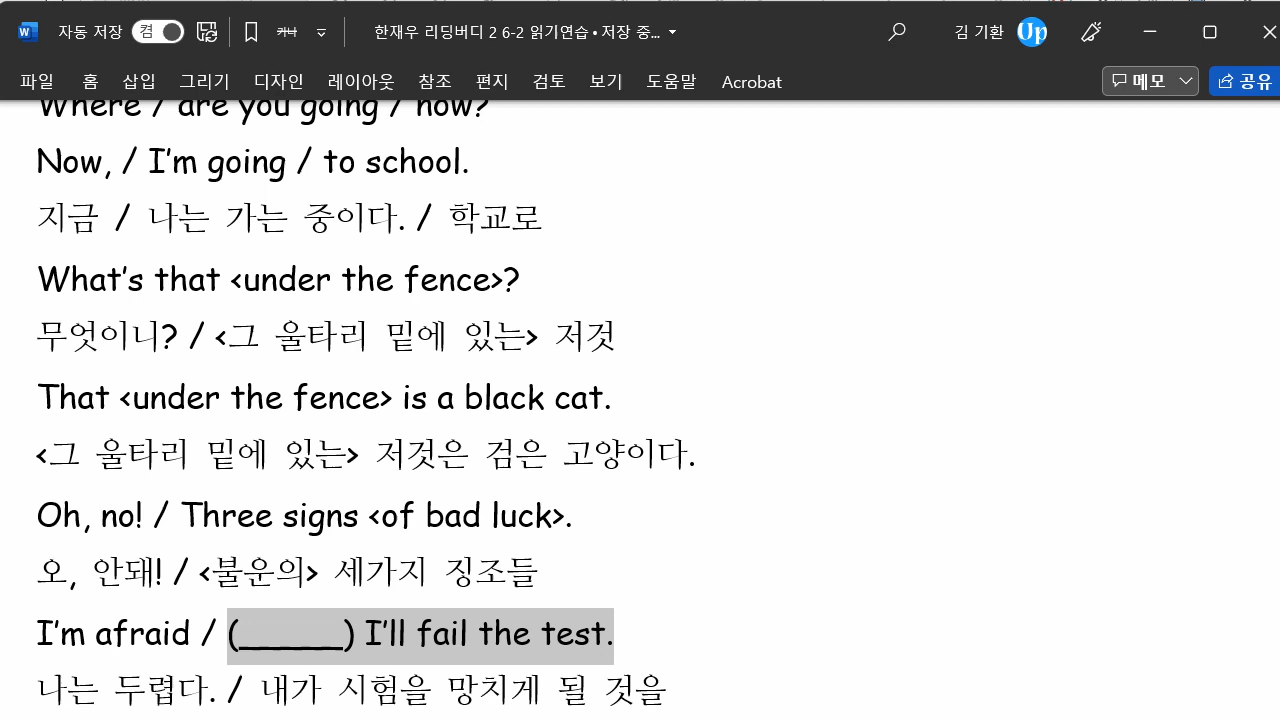 자동 저장 켬 가나 한재우 리딩버디 2 6-2 읽기연습 • 저장 중... 김 기환 Up
파일 홈 삽입 그리기 디자인 레이아웃 참조 편지 검토 보기 도움말 Acrobat 메모 공유
Where / are you going / now?
Now, / I'm going / to school.
지금 / 나는 가는 중이다. / 학교로
What's that <under the fence>?
무엇이니? / <그 울타리 밑에 있는> 저것
That <under the fence> is a black cat.
<그 울타리 밑에 있는> 저것은 검은 고양이다.
Oh, no! / Three signs <of bad luck>.
오, 안돼! / <불운의> 세가지 징조들
I'm afraid / (_____) I'll fail the test.
나는 두렵다. / 내가 시험을 망치게 될 것을